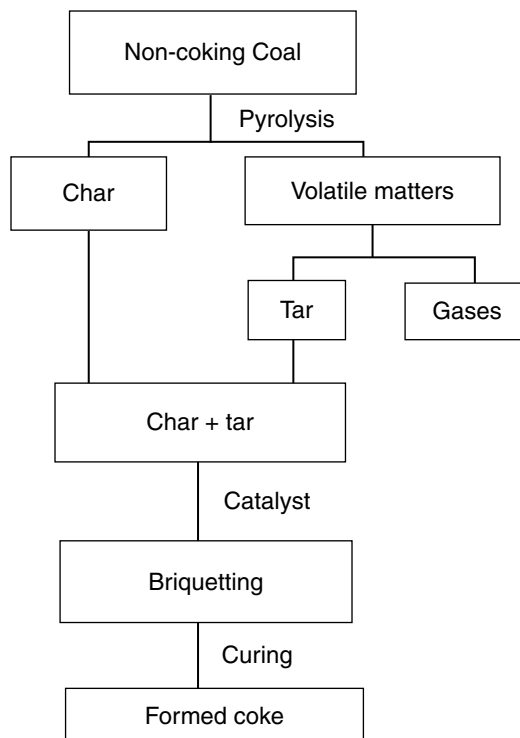 Non-coking Coal
Pyrolysis
Char
Volatile matters
Tar
Gases
Char + tar
Catalyst
Briquetting
Curing
Formed coke